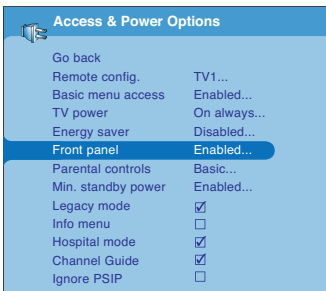 Access & Power Options
Go back
Remote config. TV1...
Basic menu access Enabled...
TV power On always...
Energy saver Disabled...
Front panel Enabled...
Parental controls Basic...
Min. standby power Enabled...
Legacy mode ☑
Info menu ☐
Hospital mode ☑
Channel Guide ☑
Ignore PSIP ☐